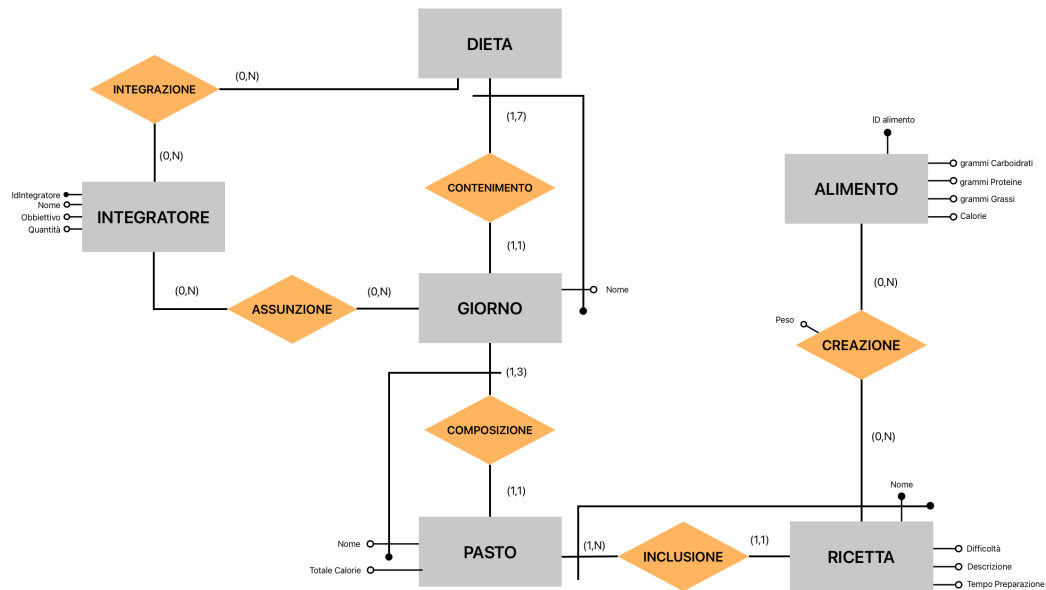 DIETA
INTEGRAZIONE
(0,N)
(1,7)
ID alimento
(0,N)
CONTENIMENTO
ALIMENTO
grammi Carboidrati
grammi Proteine
grammi Grassi
Calorie
IdIntegratore
Nome
Obbiettivo
Quantità
INTEGRATORE
(1,1)
(0,N)
(0,N)
(0,N)
ASSUNZIONE
GIORNO
Nome
Peso
CREAZIONE
(1,3)
COMPOSIZIONE
(0,N)
(1,1)
Nome
Nome
Totale Calorie
PASTO
(1,N)
INCLUSIONE
(1,1)
RICETTA
Difficoltà
Descrizione
Tempo Preparazione